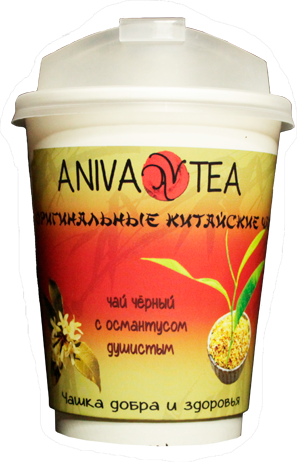 ANIVA TEA
ОРИГИНАЛЬНЫЕ КИТАЙСКИЕ
чай чёрный
с османтусом
душистым
Чашка добра и здоровья